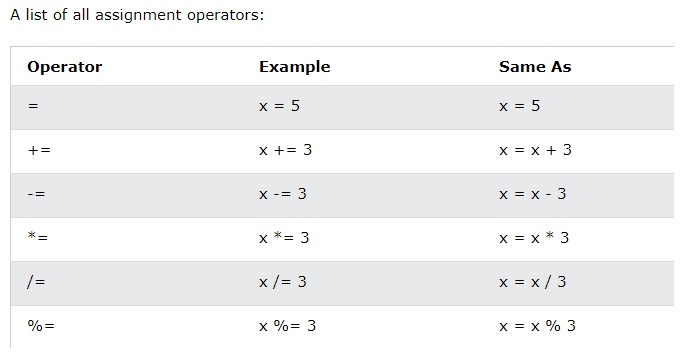 A list of all assignment operators:
Operator Example Same As
= x = 5 x = 5
+= x += 3 x = x + 3
-= x -= 3 x = x - 3
*= x *= 3 x = x * 3
/= x /= 3 x = x / 3
%= x %= 3 x = x % 3